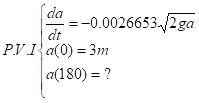 P.V.I { da/dt = −0.0026653√2ga
a(0) = 3m
a(180) = ?